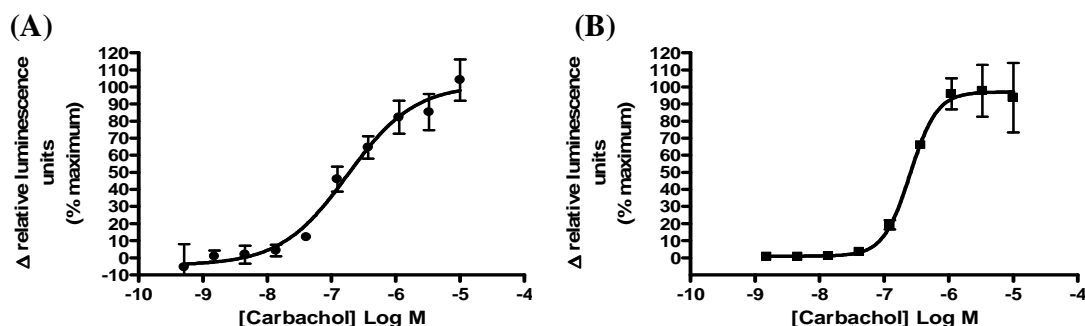 (A)
Δ relative luminescence
units
(% maximum)
120
110
100
90
80
70
60
50
40
30
20
10
0
-10
-10 -9 -8 -7 -6 -5 -4
[Carbachol] Log M
(B)
Δ relative luminescence
units
(% maximum)
120
110
100
90
80
70
60
50
40
30
20
10
0
-10 -9 -8 -7 -6 -5 -4
[Carbachol] Log M